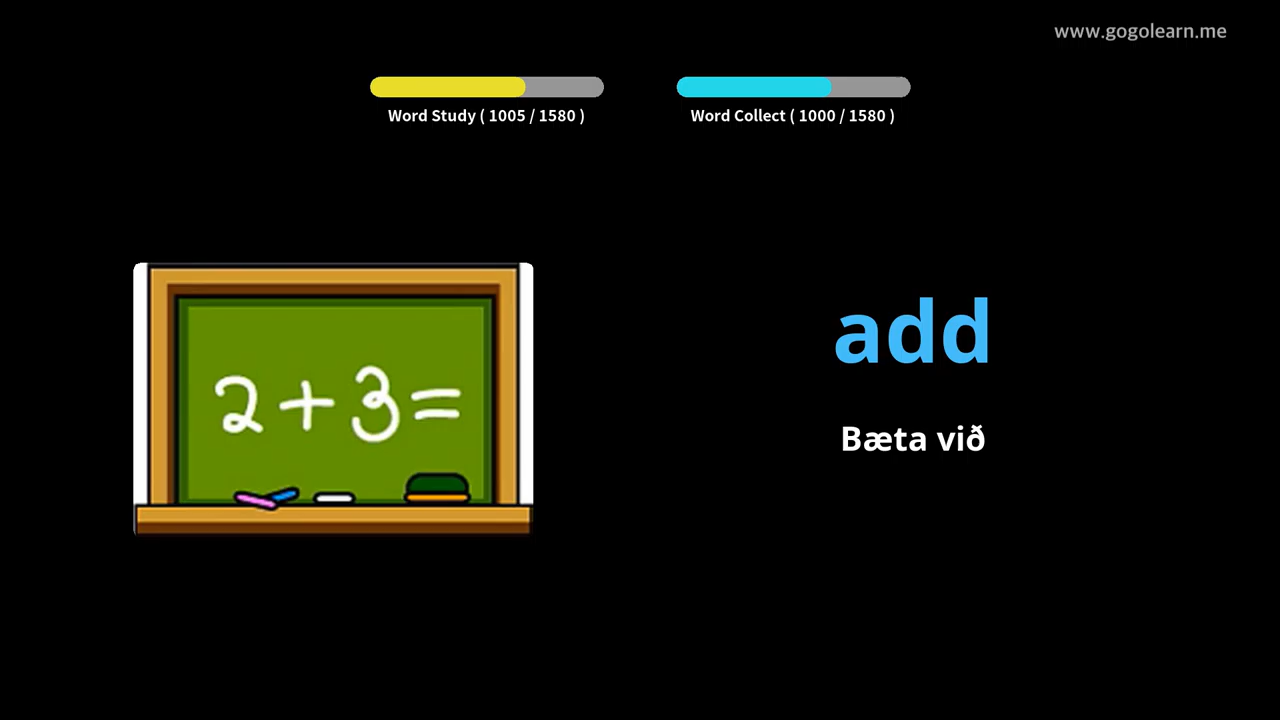 www.gogolearn.me
Word Study ( 1005 / 1580 )
Word Collect ( 1000 / 1580 )
2+3=
add
Bæta við